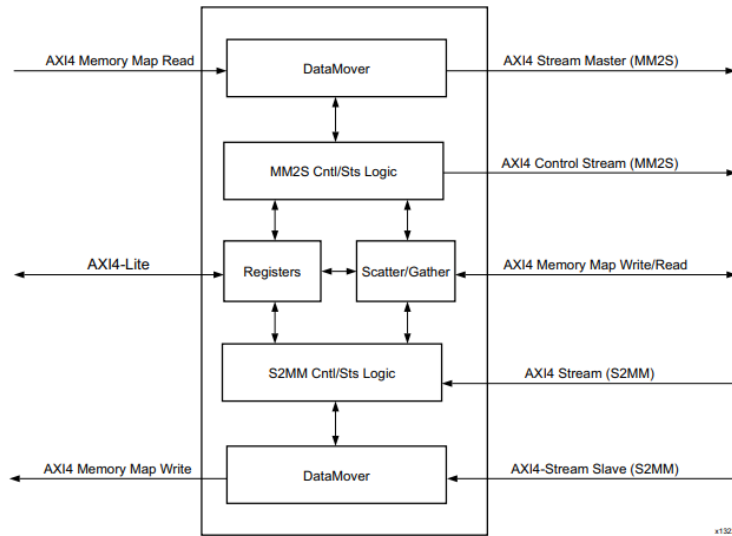 AXI4 Memory Map Read
DataMover
AXI4 Stream Master (MM2S)
MM2S Cntl/Sts Logic
AXI4 Control Stream (MM2S)
AXI4-Lite
Registers
Scatter/Gather
AXI4 Memory Map Write/Read
S2MM Cntl/Sts Logic
AXI4 Stream (S2MM)
AXI4 Memory Map Write
DataMover
AXI4-Stream Slave (S2MM)
x132